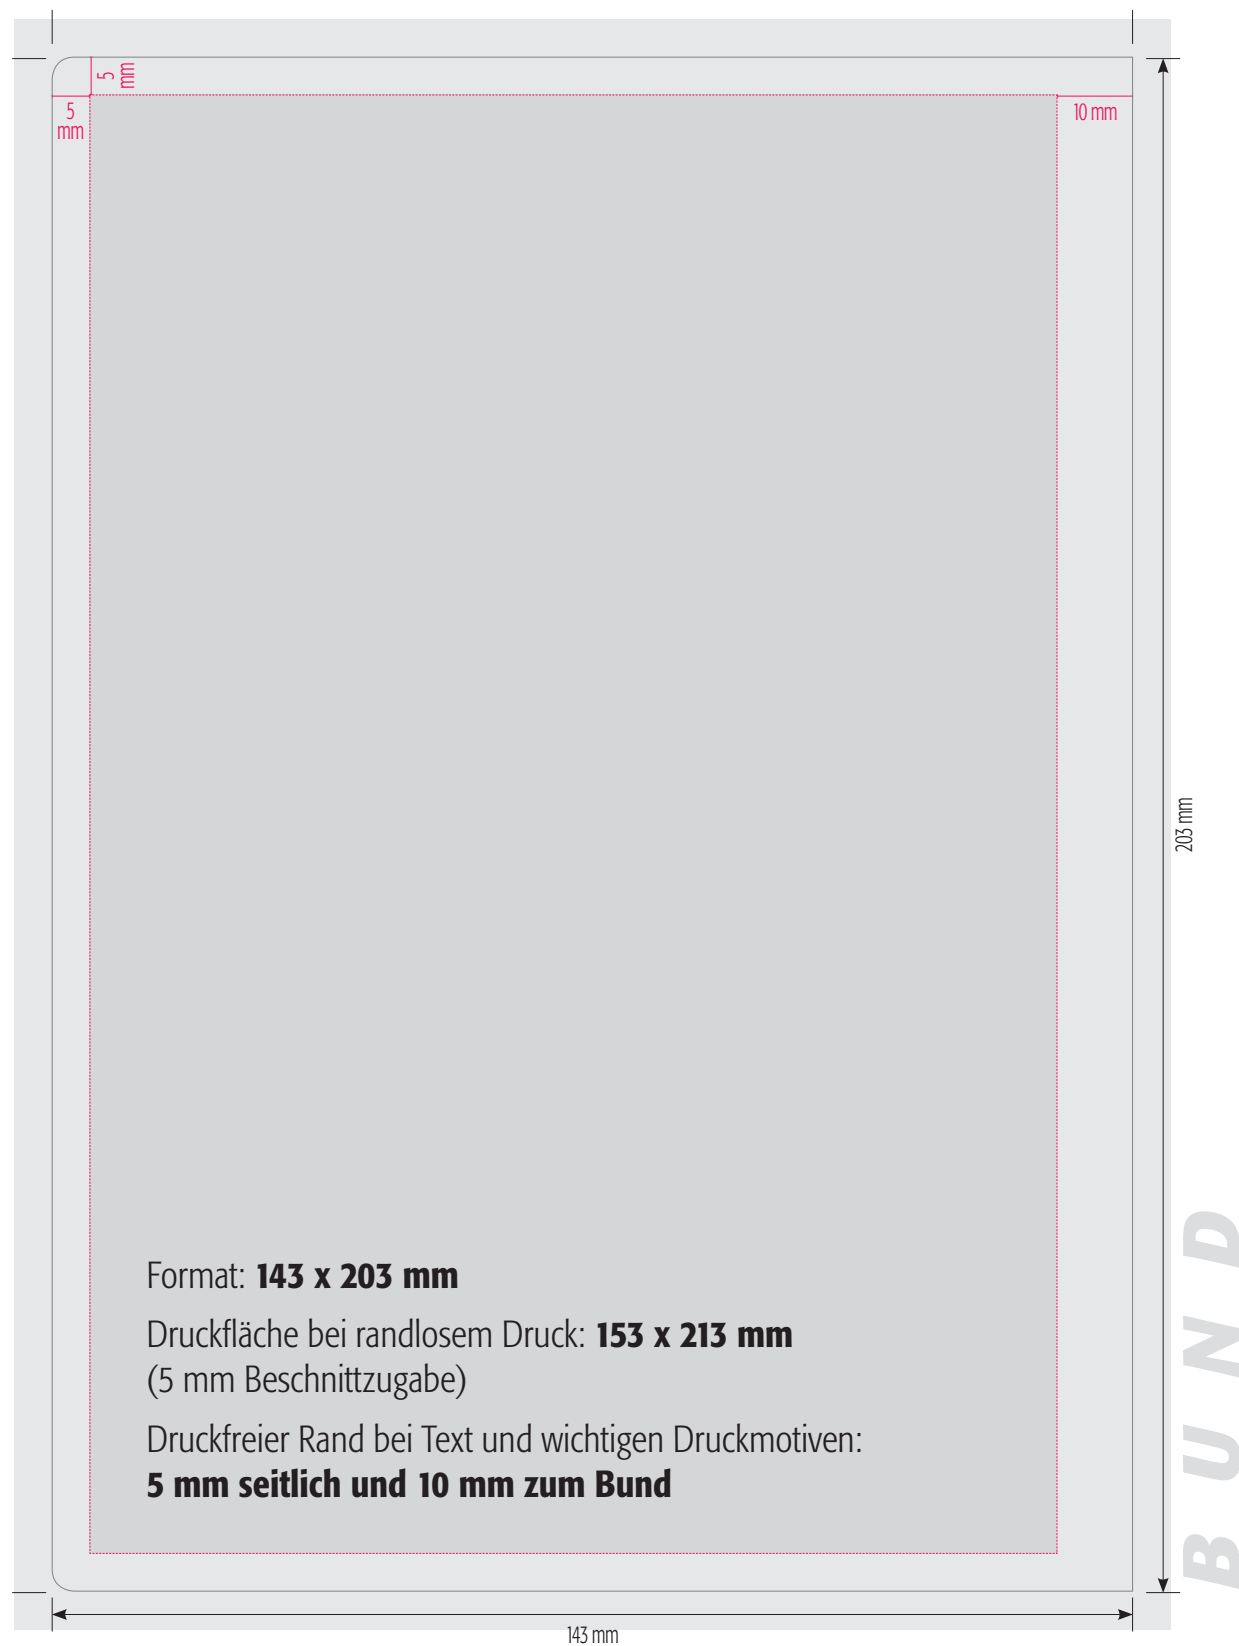 5
mm
5
mm
10 mm
203 mm
Format: 143 x 203 mm
Druckfläche bei randlosem Druck: 153 x 213 mm
(5 mm Beschnittzugabe)
Druckfreier Rand bei Text und wichtigen Druckmotiven:
5 mm seitlich und 10 mm zum Bund
BUND
143 mm